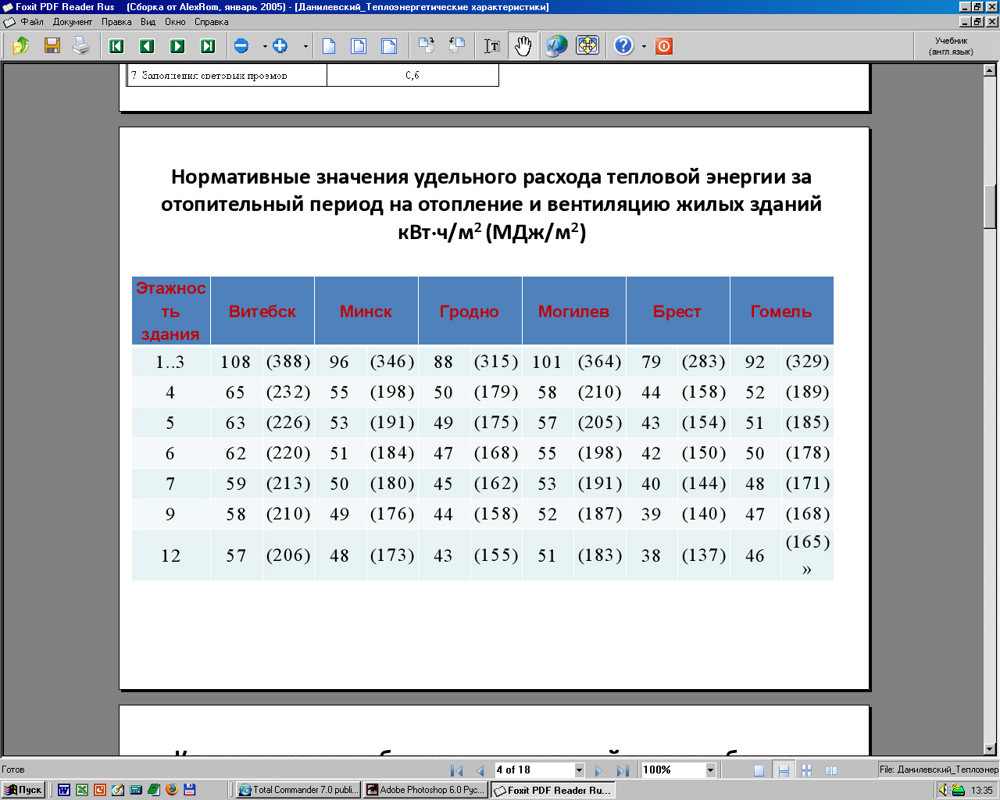 Foxit PDF Reader Rus (Сборка от AlexRom, январь 2005) - [Данилевский_Теплоэнергетические характеристики]
Файл Документ Правка Вид Окно Справка
Учебник
(англ.язык)
7 Заполнения световых проемов 0,6
Нормативные значения удельного расхода тепловой энергии за
отопительный период на отопление и вентиляцию жилых зданий
кВт·ч/м² (МДж/м²)
Этажнос
ть
здания
Витебск Минск Гродно Могилев Брест Гомель
1..3 108 (388) 96 (346) 88 (315) 101 (364) 79 (283) 92 (329)
4 65 (232) 55 (198) 50 (179) 58 (210) 44 (158) 52 (189)
5 63 (226) 53 (191) 49 (175) 57 (205) 43 (154) 51 (185)
6 62 (220) 51 (184) 47 (168) 55 (198) 42 (150) 50 (178)
7 59 (213) 50 (180) 45 (162) 53 (191) 40 (144) 48 (171)
9 58 (210) 49 (176) 44 (158) 52 (187) 39 (140) 47 (168)
12 57 (206) 48 (173) 43 (155) 51 (183) 38 (137) 46 (165)
»
Готов 4 of 18 100% File: Данилевский_Теплоэнер
Пуск Total Commander 7.0 publi... Adobe Photoshop 6.0 Рус... Foxit PDF Reader Ru... 13:35